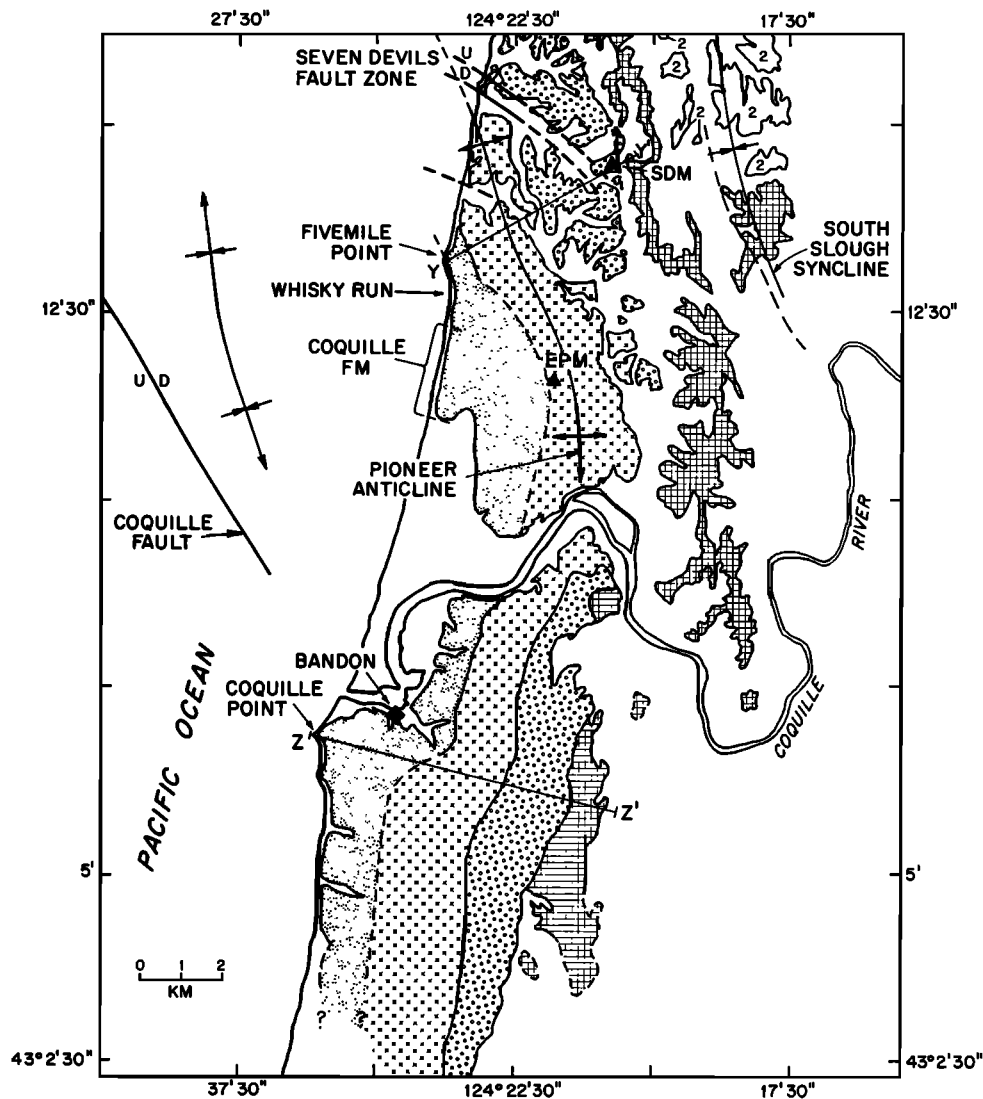 27'30"
124°22'30"
17'30"
SEVEN DEVILS
FAULT ZONE
U
D
2
2
2
2
2
2
Y'
SDM
SOUTH
SLOUGH
SYNCLINE
FIVEMILE
POINT
Y
WHISKY RUN
12'30"
12'30"
COQUILLE
FM
U D
EPM
PIONEER
ANTICLINE
COQUILLE
FAULT
RIVER
COQUILLE
BANDON
COQUILLE
POINT
Z'
Z'
PACIFIC OCEAN
5'
5'
?
0 1 2
KM
? ?
43°2'30"
43°2'30"
37'30"
124°22'30"
17'30"